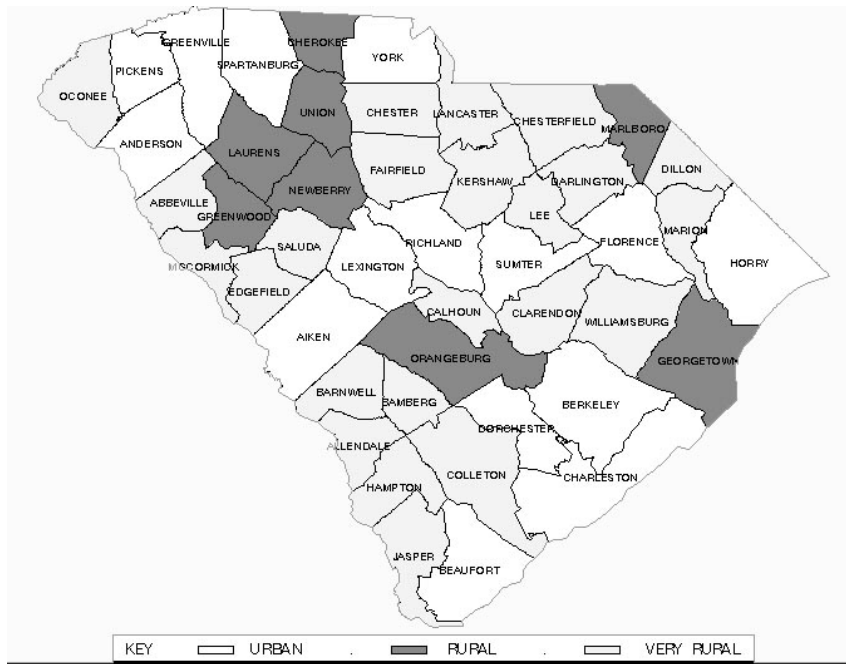 CHEROKEE
GREENVILLE
SPARTANBURG
YORK
PICKENS
OCONEE
UNION
CHESTER
LANCASTER
CHESTERFIELD
MARLBORO
ANDERSON
LAURENS
FAIRFIELD
KERSHAW
DARLINGTON
DILLON
NEWBERRY
ABBEVILLE
GREENWOOD
LEE
MARION
SALUDA
RICHLAND
FLORENCE
HORRY
MCCORMICK
LEXINGTON
SUMTER
EDGEFIELD
CALHOUN
CLARENDON
WILLIAMSBURG
AIKEN
ORANGEBURG
GEORGETOWN
BARNWELL
BAMBERG
BERKELEY
DORCHESTER
ALLENDALE
COLLETON
CHARLESTON
HAMPTON
JASPER
BEAUFORT
KEY URBAN . RURAL . VERY RURAL